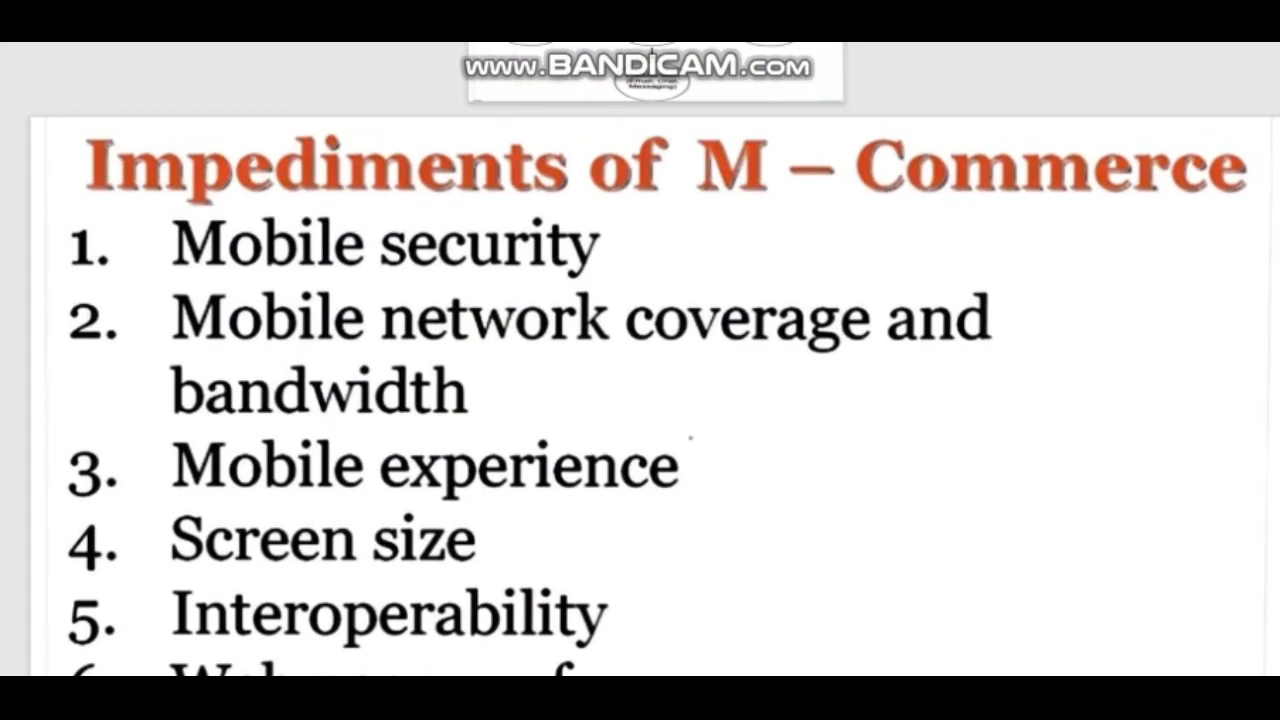 www.BANDICAM.com
Messaging)
Impediments of M – Commerce
1. Mobile security
2. Mobile network coverage and
bandwidth
3. Mobile experience
4. Screen size
5. Interoperability